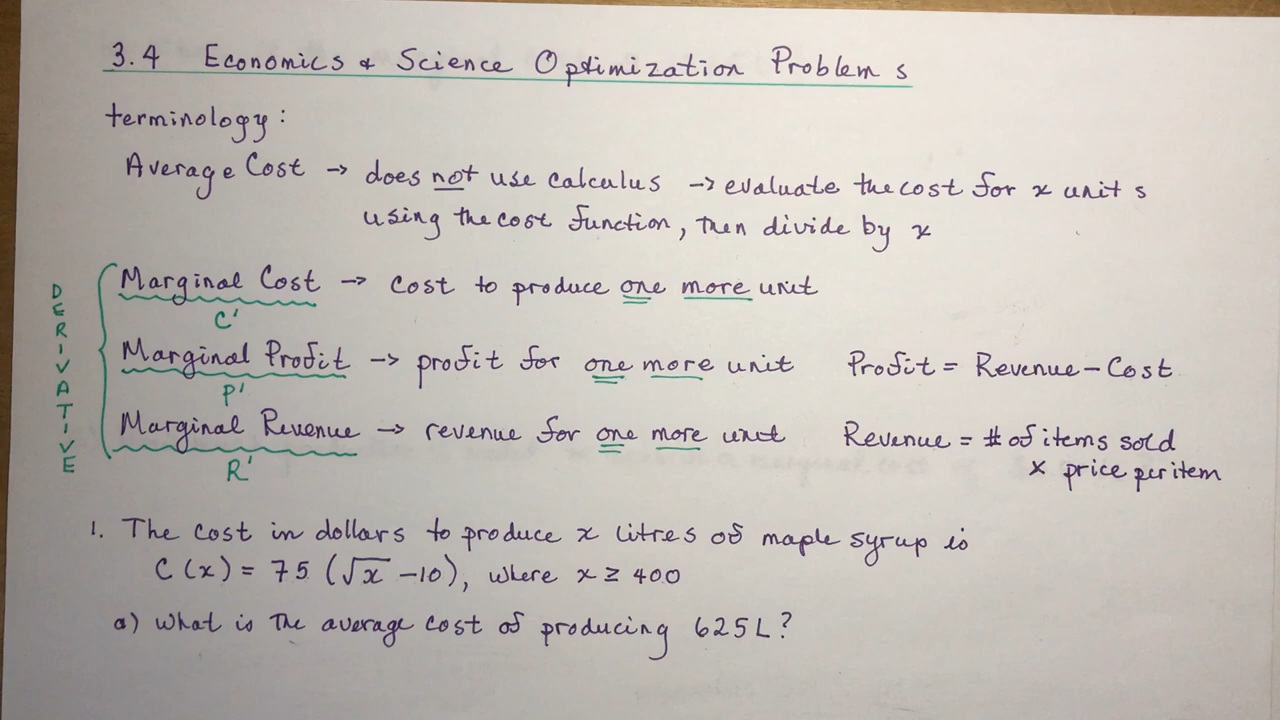 3.4 Economics & Science Optimization Problems
terminology:
Average Cost → does not use calculus → evaluate the cost for x units
using the cost function, then divide by x
DERIVATIVE
Marginal Cost → cost to produce one more unit
C'
Marginal Profit → profit for one more unit Profit = Revenue - Cost
P'
Marginal Revenue → revenue for one more unit Revenue = # of items sold
R' × price per item
1. The cost in dollars to produce x litres of maple syrup is
C(x) = 75 (√x - 10), where x ≥ 400
a) What is the average cost of producing 625L?